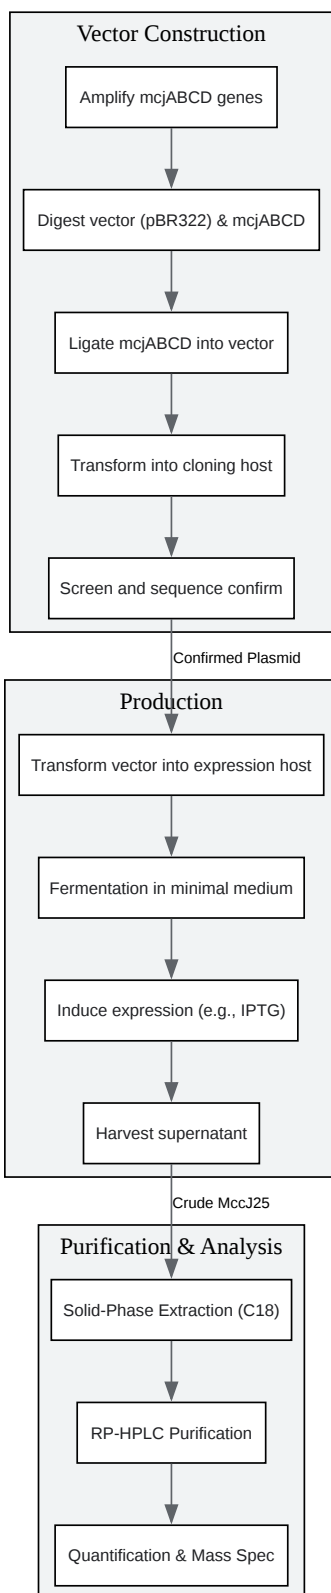 Vector Construction
Amplify mcjABCD genes
Digest vector (pBR322) & mcjABCD
Ligate mcjABCD into vector
Transform into cloning host
Screen and sequence confirm
Confirmed Plasmid
Production
Transform vector into expression host
Fermentation in minimal medium
Induce expression (e.g., IPTG)
Harvest supernatant
Crude MccJ25
Purification & Analysis
Solid-Phase Extraction (C18)
RP-HPLC Purification
Quantification & Mass Spec